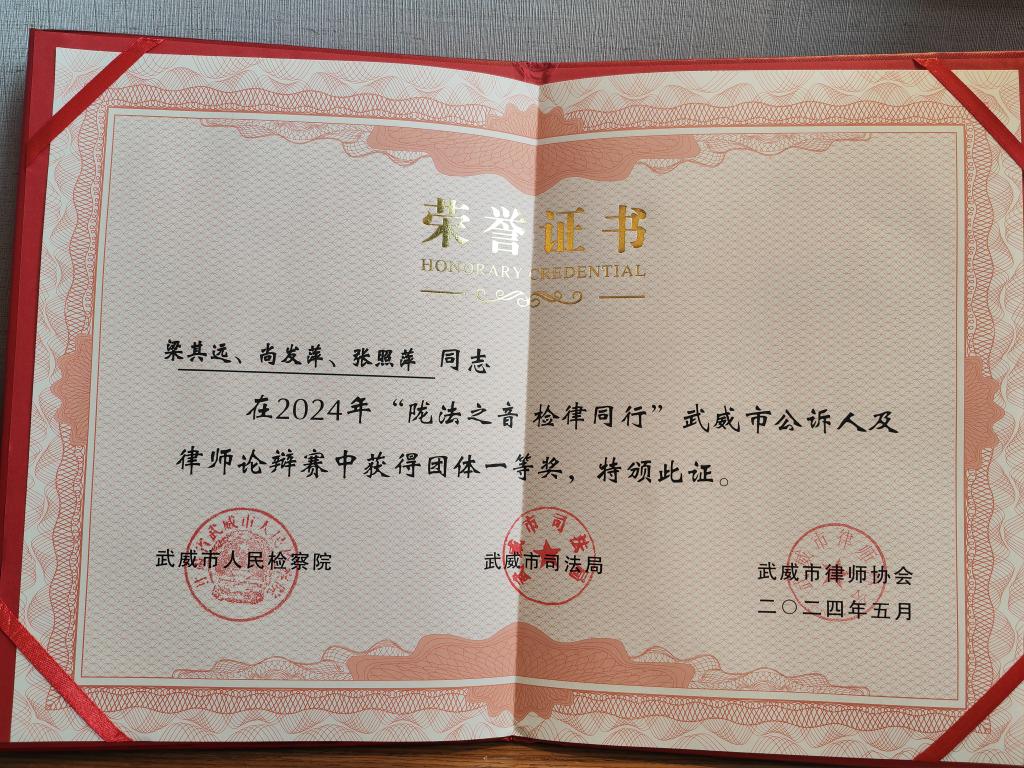 荣誉证书
HONORARY CREDENTIAL
梁其远、尚发萍、张照萍 同志
在2024年“陇法之音 检律同行”武威市公诉人及
律师论辩赛中获得团体一等奖，特颁此证。
武威市人民检察院 武威市司法局 武威市律师协会
二〇二四年五月